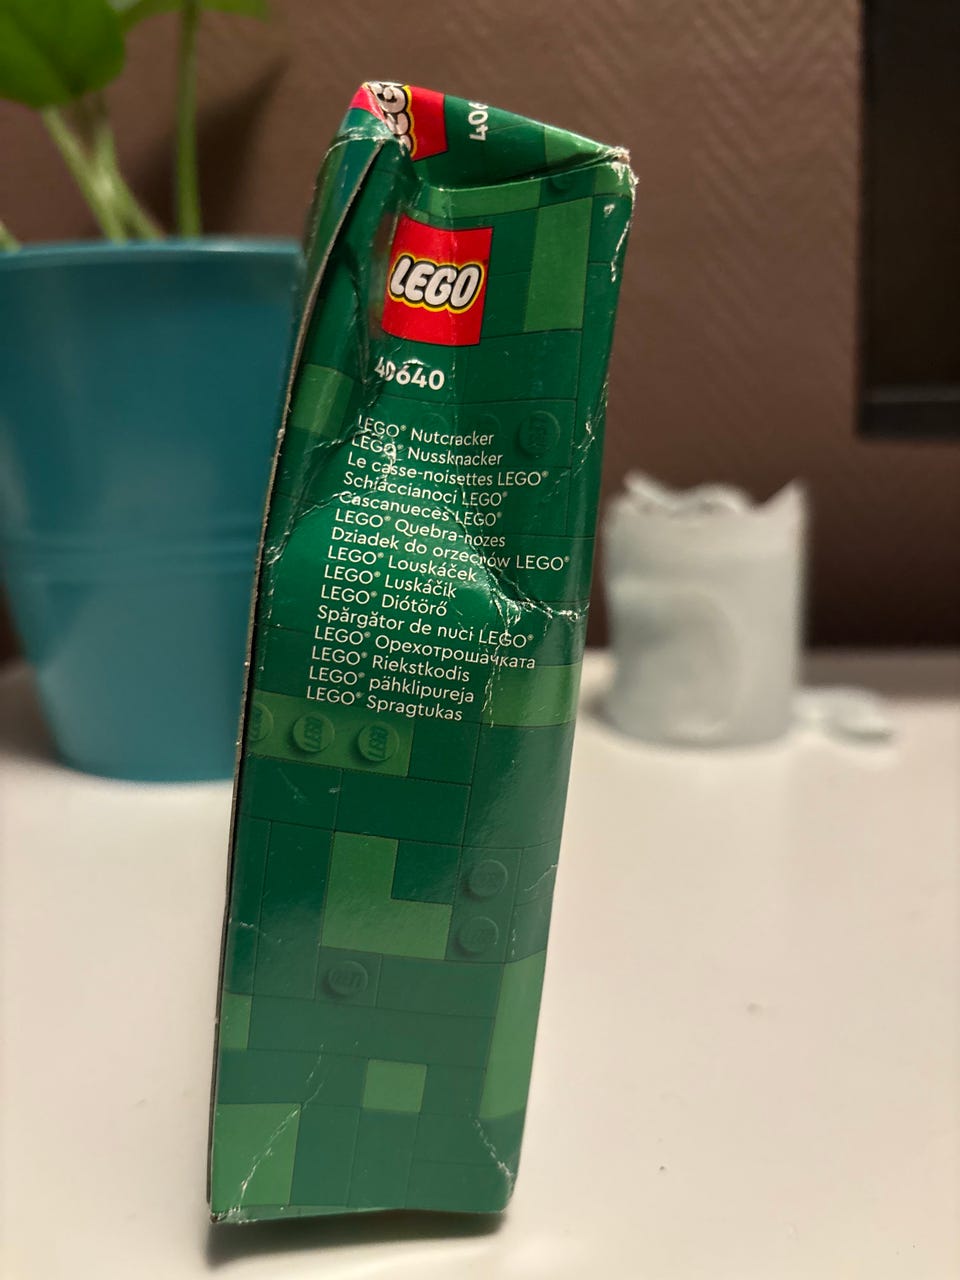 LEGO
406
LEGO
40640
LEGO® Nutcracker
LEGO® Nussknacker
Le casse-noisettes LEGO®
Schiaccianoci LEGO®
Cascanueces LEGO®
LEGO® Quebra-nozes
Dziadek do orzechów LEGO®
LEGO® Louskáček
LEGO® Luskáčik
LEGO® Diótörő
Spărgător de nuci LEGO®
LEGO® Орехотрошачката
LEGO® Riekstkodis
LEGO® pähklipureja
LEGO® Spragtukas